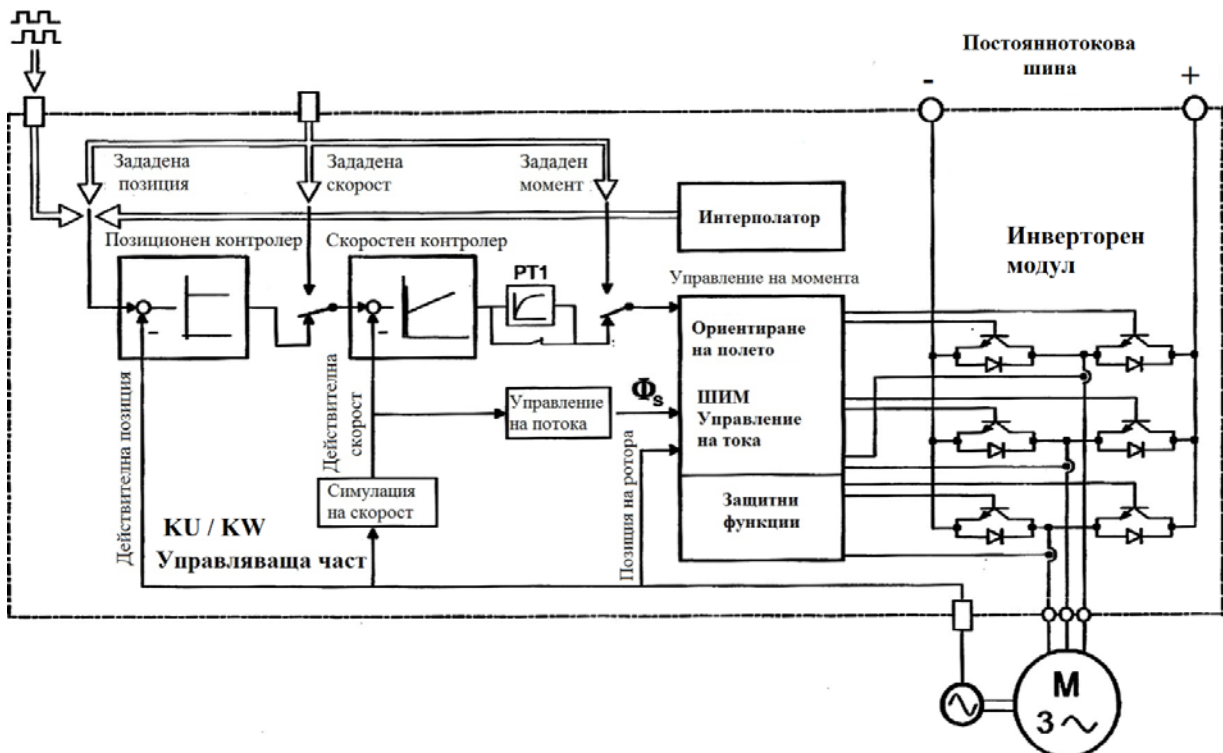 Постояннотокова
шина
-
+
Зададена
позиция
Зададена
скорост
Зададен
момент
Интерполатор
Позиционен контролер
Скоростен контролер
PT1
Управление на момента
Инверторен
модул
-
-
Ориентиране
на полето
ШИМ
Управление
на тока
Защитни
функции
Управление
на потока
Φs
Действителна позиция
Действителна
скорост
Позиция на ротора
Симулация
на скорост
KU / KW
Управляваща част
M
3 ~